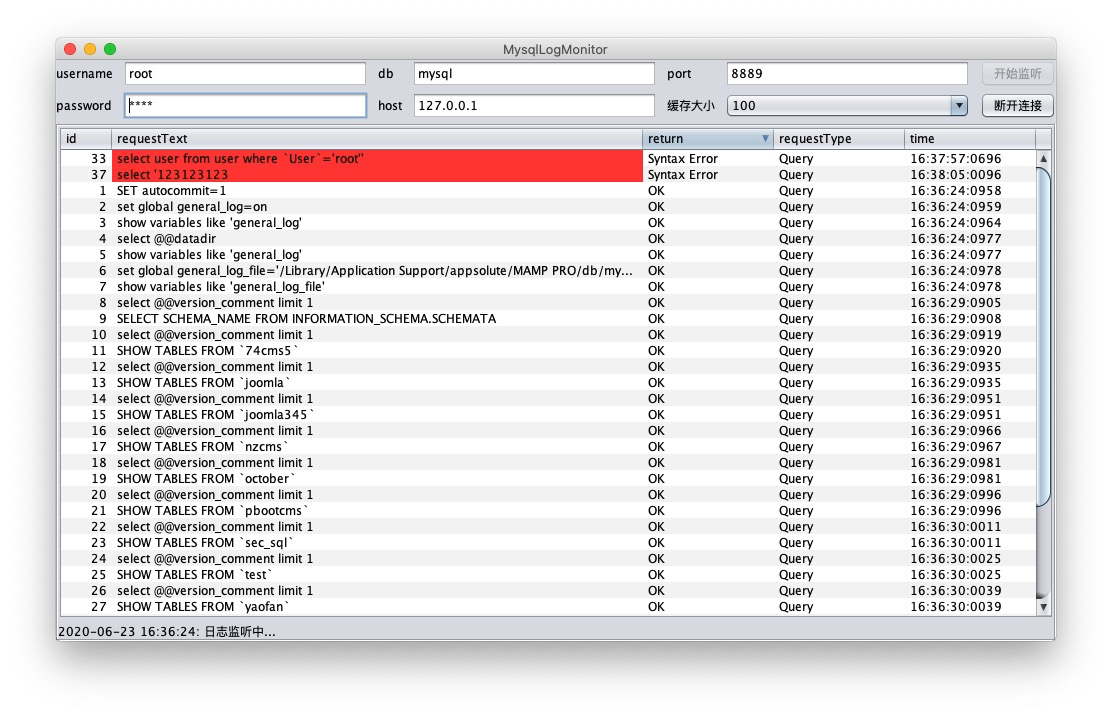 MysqlLogMonitor
username root db mysql port 8889 开始监听
password **** host 127.0.0.1 缓存大小 100 断开连接
id requestText return requestType time
33 select user from user where `User`='root'' Syntax Error Query 16:37:57:0696
37 select '123123123 Syntax Error Query 16:38:05:0096
1 SET autocommit=1 OK Query 16:36:24:0958
2 set global general_log=on OK Query 16:36:24:0959
3 show variables like 'general_log' OK Query 16:36:24:0964
4 select @@datadir OK Query 16:36:24:0977
5 show variables like 'general_log' OK Query 16:36:24:0977
6 set global general_log_file='/Library/Application Support/appsolute/MAMP PRO/db/my... OK Query 16:36:24:0978
7 show variables like 'general_log_file' OK Query 16:36:24:0978
8 select @@version_comment limit 1 OK Query 16:36:29:0905
9 SELECT SCHEMA_NAME FROM INFORMATION_SCHEMA.SCHEMATA OK Query 16:36:29:0908
10 select @@version_comment limit 1 OK Query 16:36:29:0919
11 SHOW TABLES FROM `74cms5` OK Query 16:36:29:0920
12 select @@version_comment limit 1 OK Query 16:36:29:0935
13 SHOW TABLES FROM `joomla` OK Query 16:36:29:0935
14 select @@version_comment limit 1 OK Query 16:36:29:0951
15 SHOW TABLES FROM `joomla345` OK Query 16:36:29:0951
16 select @@version_comment limit 1 OK Query 16:36:29:0966
17 SHOW TABLES FROM `nzcms` OK Query 16:36:29:0967
18 select @@version_comment limit 1 OK Query 16:36:29:0981
19 SHOW TABLES FROM `october` OK Query 16:36:29:0981
20 select @@version_comment limit 1 OK Query 16:36:29:0996
21 SHOW TABLES FROM `pbootcms` OK Query 16:36:29:0996
22 select @@version_comment limit 1 OK Query 16:36:30:0011
23 SHOW TABLES FROM `sec_sql` OK Query 16:36:30:0011
24 select @@version_comment limit 1 OK Query 16:36:30:0025
25 SHOW TABLES FROM `test` OK Query 16:36:30:0025
26 select @@version_comment limit 1 OK Query 16:36:30:0039
27 SHOW TABLES FROM `yaofan` OK Query 16:36:30:0039
2020-06-23 16:36:24: 日志监听中...